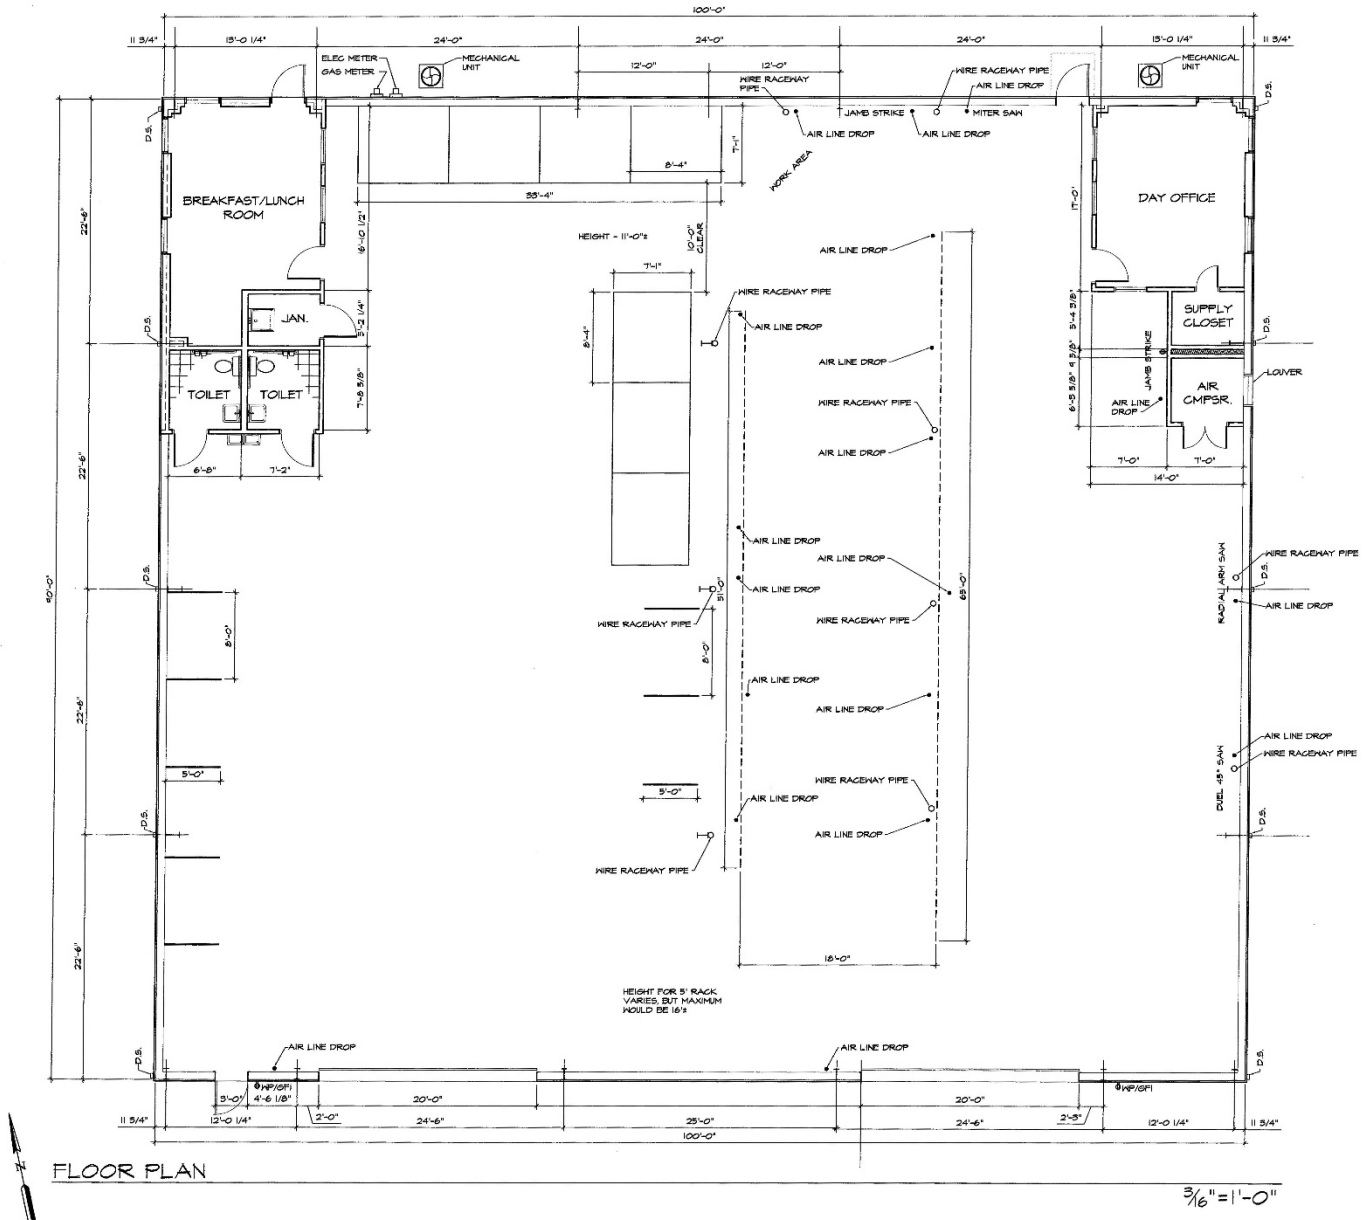 100'-0"
11 3/4"
13'-0 1/4"
24'-0"
24'-0"
24'-0"
13'-0 1/4"
11 3/4"
ELEC METER
GAS METER
MECHANICAL
UNIT
12'-0"
12'-0"
WIRE RACEWAY
PIPE
WIRE RACEWAY PIPE
AIR LINE DROP
MECHANICAL
UNIT
D.S.
D.S.
JAMB STRIKE
MITER SAW
AIR LINE DROP
AIR LINE DROP
7'-1"
WORK AREA
8'-4"
33'-4"
BREAKFAST/LUNCH
ROOM
DAY OFFICE
17'-0"
22'-6"
16'-10 1/2"
HEIGHT - 11'-0"±
10'-0"
CLEAR
AIR LINE DROP
7'-1"
WIRE RACEWAY PIPE
JAN.
5'-2 1/4"
8'-4"
AIR LINE DROP
SUPPLY
CLOSET
5'-4 3/8"
D.S.
D.S.
AIR LINE DROP
JAMB STRIKE
9 5/8"
LOUVER
TOILET
TOILET
7'-8 3/8"
WIRE RACEWAY PIPE
AIR
CMPSR.
AIR LINE
DROP
6'-5 5/8"
AIR LINE DROP
6'-8"
7'-2"
7'-0"
7'-0"
14'-0"
22'-6"
AIR LINE DROP
AIR LINE DROP
WIRE RACEWAY PIPE
RADIAL ARM SAW
D.S.
D.S.
90'-0"
51'-0"
AIR LINE DROP
65'-0"
AIR LINE DROP
WIRE RACEWAY PIPE
WIRE RACEWAY PIPE
8'-0"
8'-0"
AIR LINE DROP
AIR LINE DROP
22'-6"
AIR LINE DROP
WIRE RACEWAY PIPE
DUEL 45° SAW
5'-0"
WIRE RACEWAY PIPE
5'-0"
AIR LINE DROP
D.S.
D.S.
AIR LINE DROP
WIRE RACEWAY PIPE
22'-6"
18'-0"
HEIGHT FOR 5' RACK
VARIES, BUT MAXIMUM
WOULD BE 16'±
D.S.
AIR LINE DROP
AIR LINE DROP
D.S.
WP/GFI
WP/GFI
3'-0"
4'-6 1/8"
20'-0"
20'-0"
11 3/4"
12'-0 1/4"
2'-0"
24'-6"
25'-0"
24'-6"
2'-3"
12'-0 1/4"
11 3/4"
100'-0"
N
FLOOR PLAN
3/16"=1'-0"